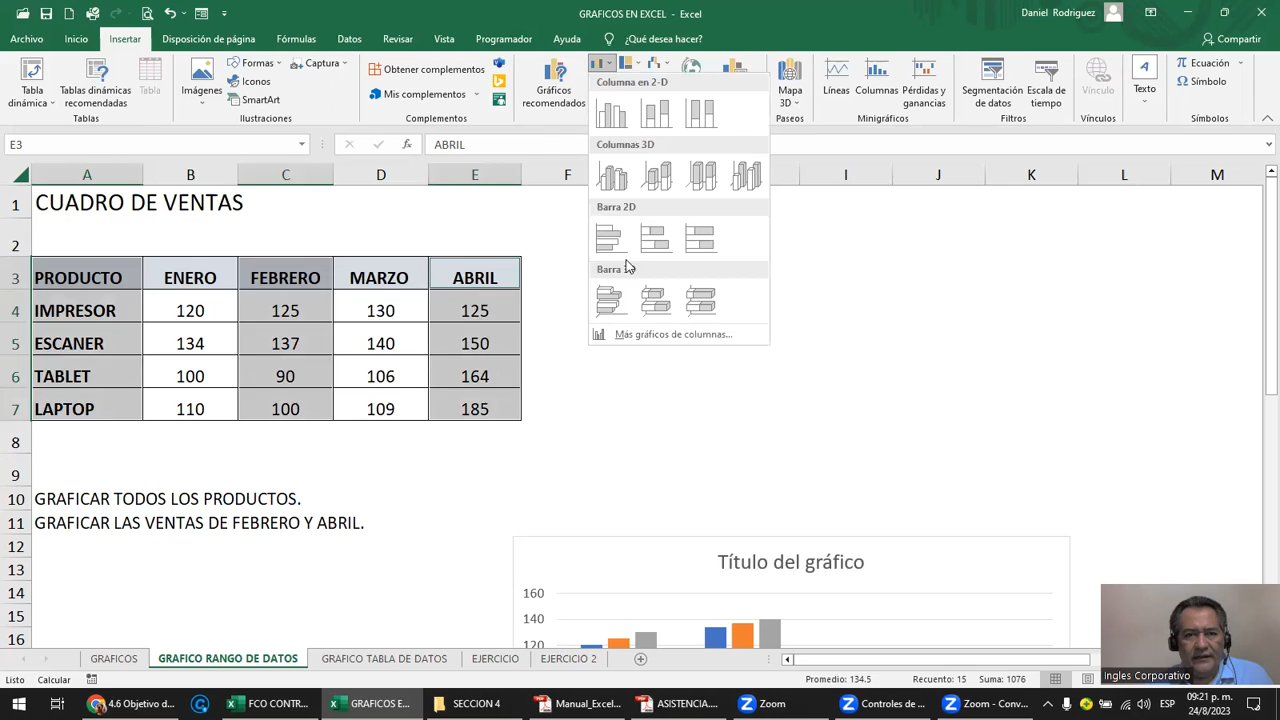 GRAFICOS EN EXCEL - Excel
Daniel Rodriguez
Archivo Inicio Insertar Disposición de página Fórmulas Datos Revisar Vista Programador Ayuda ¿Qué desea hacer? Compartir
Tabla dinámica
Tablas dinámicas recomendadas
Tabla
Tablas
Imágenes
Formas
Iconos
SmartArt
Captura
Ilustraciones
Obtener complementos
Mis complementos
Complementos
Gráficos recomendados
Mapa 3D
Paseos
Líneas
Columnas
Pérdidas y ganancias
Minigráficos
Segmentación de datos
Escala de tiempo
Filtros
Vínculo
Vínculos
Texto
Ecuación
Símbolo
Símbolos
Columna en 2-D
Columnas 3D
Barra 2D
Barra
Más gráficos de columnas...
E3 fx ABRIL
A B C D E F I J K L M
1 CUADRO DE VENTAS
2
3 PRODUCTO ENERO FEBRERO MARZO ABRIL
4 IMPRESOR 120 125 130 125
5 ESCANER 134 137 140 150
6 TABLET 100 90 106 164
7 LAPTOP 110 100 109 185
8
9
10 GRAFICAR TODOS LOS PRODUCTOS.
11 GRAFICAR LAS VENTAS DE FEBRERO Y ABRIL.
12
13
14
15
16
Título del gráfico
160
140
120
Ingles Corporativo
GRAFICOS GRAFICO RANGO DE DATOS GRAFICO TABLA DE DATOS EJERCICIO EJERCICIO 2
Listo Calcular Promedio: 134.5 Recuento: 15 Suma: 1076
4.6 Objetivo d... FCO CONTR... GRAFICOS E... SECCION 4 Manual_Exce... ASISTENCIA.... Zoom Controles de ... Zoom - Conv... ESP
09:21 p. m.
24/8/2023